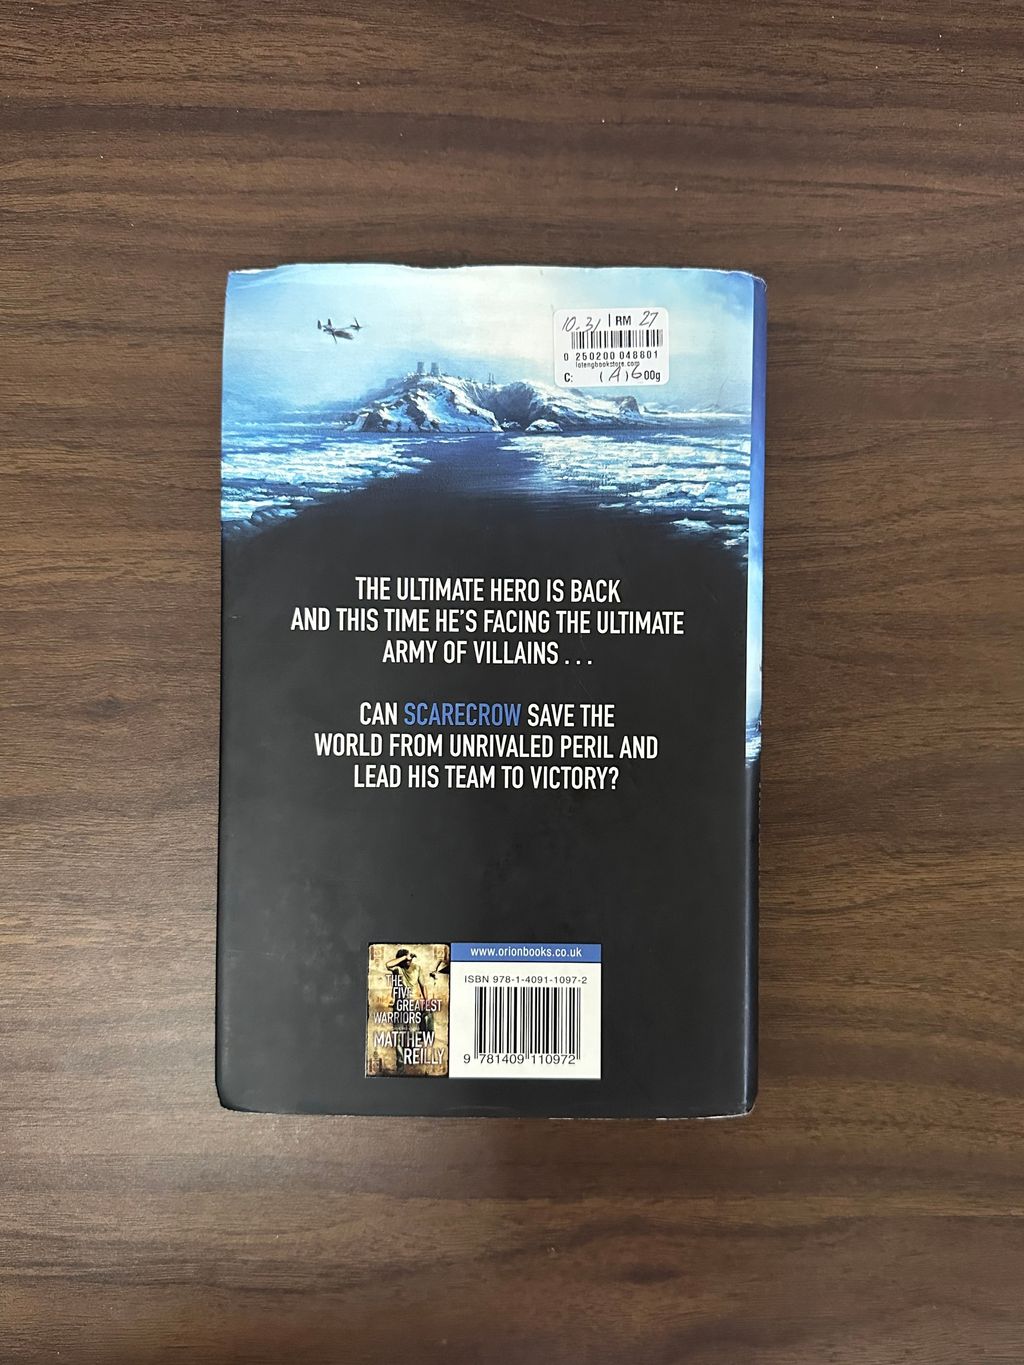 10.31 RM 27
0 250200 048801
lotengbookstore.com
C: 00g
THE ULTIMATE HERO IS BACK
AND THIS TIME HE'S FACING THE ULTIMATE
ARMY OF VILLAINS . . .
CAN SCARECROW SAVE THE
WORLD FROM UNRIVALED PERIL AND
LEAD HIS TEAM TO VICTORY?
THE
FIVE
GREATEST
WARRIORS
MATTHEW
REILLY
www.orionbooks.co.uk
ISBN 978-1-4091-1097-2
9 781409 110972